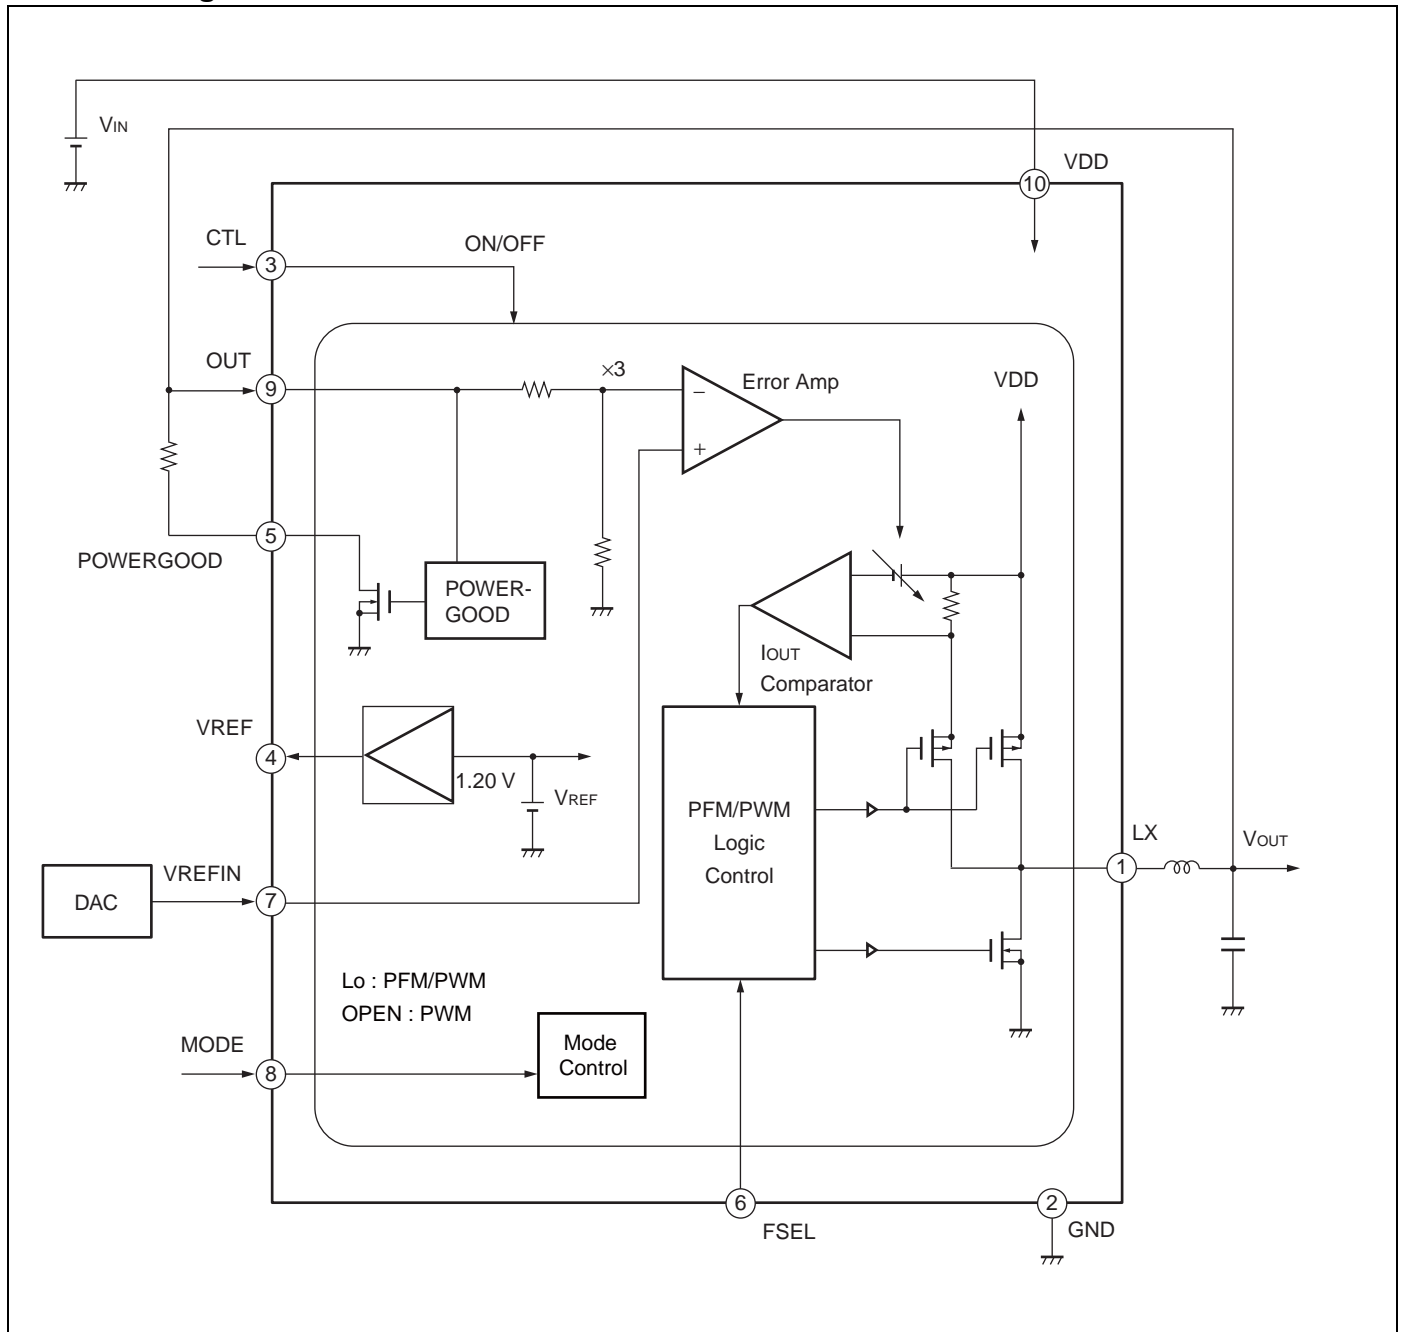 VIN
VDD
10
CTL
3
ON/OFF
OUT
9
×3
−
+
Error Amp
VDD
5
POWERGOOD
POWER-
GOOD
IOUT
Comparator
VREF
4
1.20 V
VREF
PFM/PWM
Logic
Control
LX
1
VOUT
DAC
VREFIN
7
Lo : PFM/PWM
OPEN : PWM
MODE
8
Mode
Control
6
FSEL
2
GND